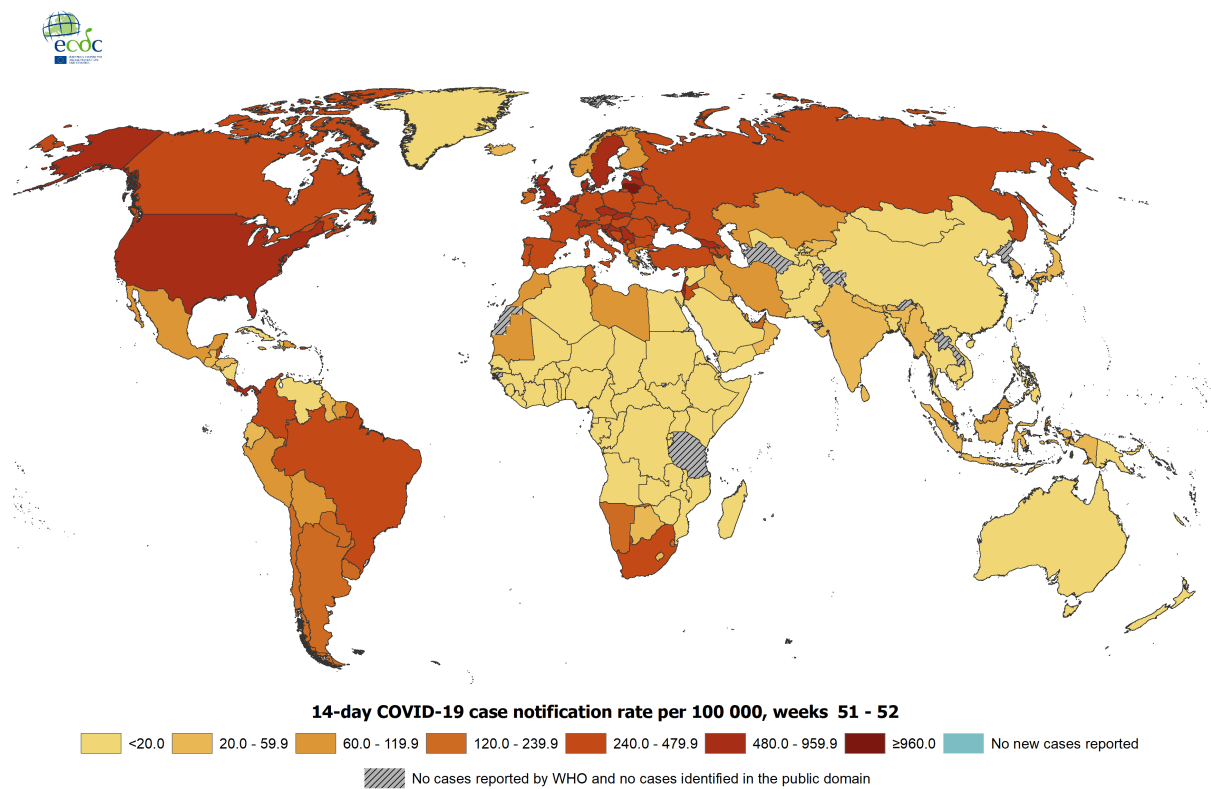 ecdc
14-day COVID-19 case notification rate per 100 000, weeks 51 - 52
<20.0 20.0 - 59.9 60.0 - 119.9 120.0 - 239.9 240.0 - 479.9 480.0 - 959.9 ≥960.0 No new cases reported
No cases reported by WHO and no cases identified in the public domain